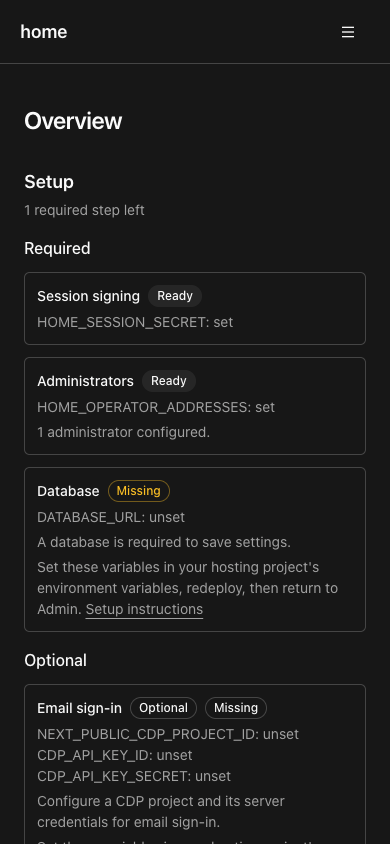 home
Overview
Setup
1 required step left
Required
Session signing Ready
HOME_SESSION_SECRET: set
Administrators Ready
HOME_OPERATOR_ADDRESSES: set
1 administrator configured.
Database Missing
DATABASE_URL: unset
A database is required to save settings.
Set these variables in your hosting project's
environment variables, redeploy, then return to
Admin. Setup instructions
Optional
Email sign-in Optional Missing
NEXT_PUBLIC_CDP_PROJECT_ID: unset
CDP_API_KEY_ID: unset
CDP_API_KEY_SECRET: unset
Configure a CDP project and its server
credentials for email sign-in.